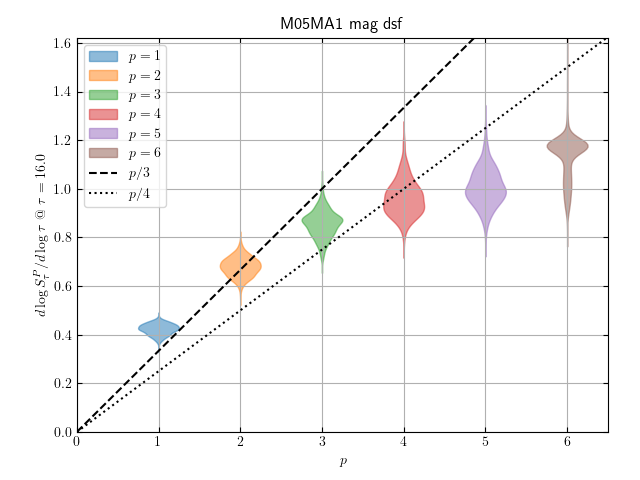 M05MA1 mag dsf
1.6
1.4
1.2
1.0
0.8
0.6
0.4
0.2
0.0
d log S_τ^P / d log τ @ τ = 16.0
p = 1
p = 2
p = 3
p = 4
p = 5
p = 6
p/3
p/4
0 1 2 3 4 5 6
p